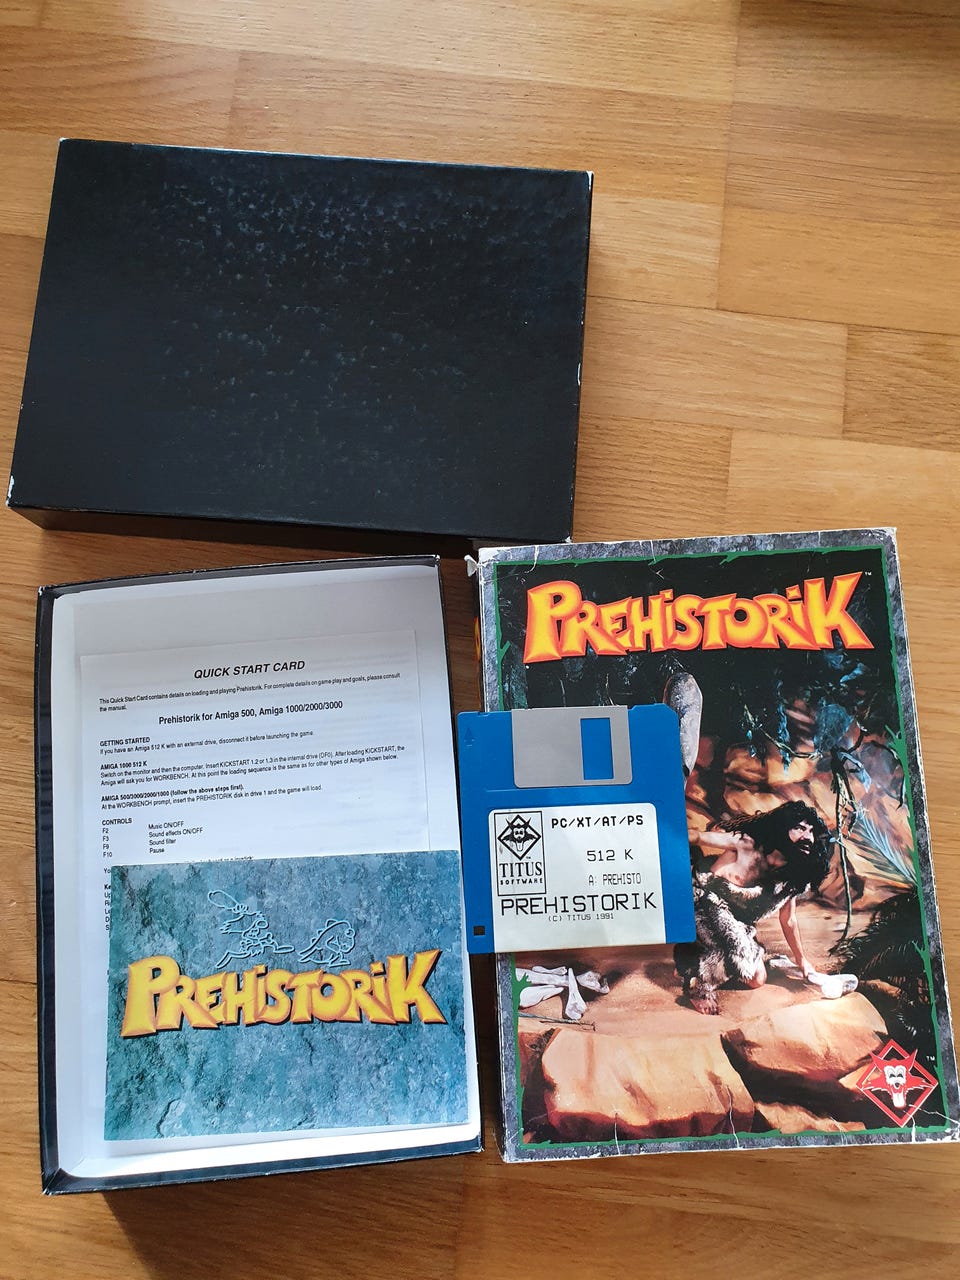 QUICK START CARD
This Quick Start Card contains details on loading and playing Prehistorik. For complete details on game play and goals, please consult
the manual.
Prehistorik for Amiga 500, Amiga 1000/2000/3000
GETTING STARTED
If you have an Amiga 512 K with an external drive, disconnect it before launching the game.
AMIGA 1000 512 K
Switch on the monitor and then the computer. Insert KICKSTART 1.2 or 1.3 in the internal drive (DF0). After loading KICKSTART, the
Amiga will ask you for WORKBENCH. At this point the loading sequence is the same as for other types of Amiga shown below.
AMIGA 500/3000/2000/1000 (follow the above steps first).
At the WORKBENCH prompt, insert the PREHISTORIK disk in drive 1 and the game will load.
CONTROLS
F2 Music ON/OFF
F3 Sound effects ON/OFF
F9 Sound filter
F10 Pause
PREHISTORIK
PREHISTORIK
TM
TITUS
SOFTWARE
PC/XT/AT/PS
512 K
A: PREHISTO
PREHISTORIK
(C) TITUS 1991
TM